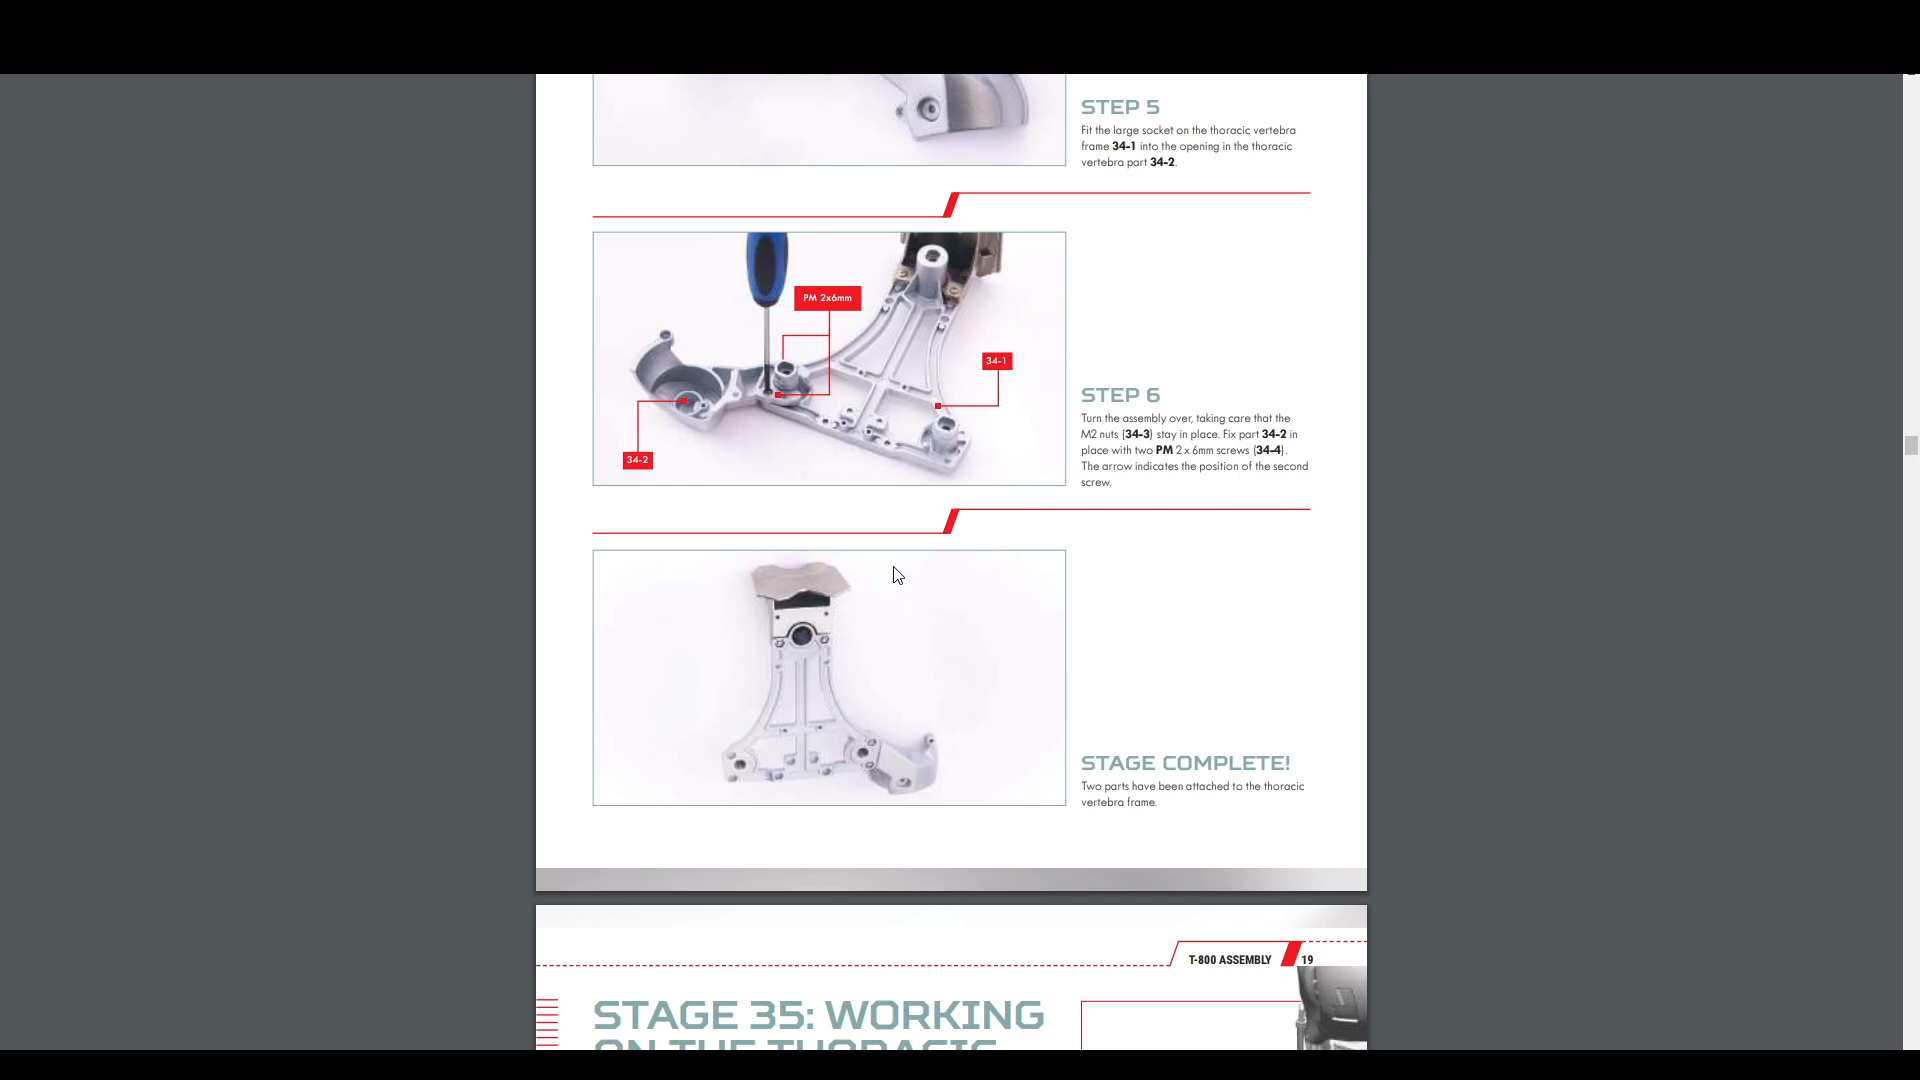 STEP 5
Fit the large socket on the thoracic vertebra
frame 34-1 into the opening in the thoracic
vertebra part 34-2.
PM 2x6mm
34-1
34-2
STEP 6
Turn the assembly over, taking care that the
M2 nuts (34-3) stay in place. Fix part 34-2 in
place with two PM 2 x 6mm screws (34-4).
The arrow indicates the position of the second
screw.
STAGE COMPLETE!
Two parts have been attached to the thoracic
vertebra frame.
T-800 ASSEMBLY 19
STAGE 35: WORKING
ON THE THORACIC